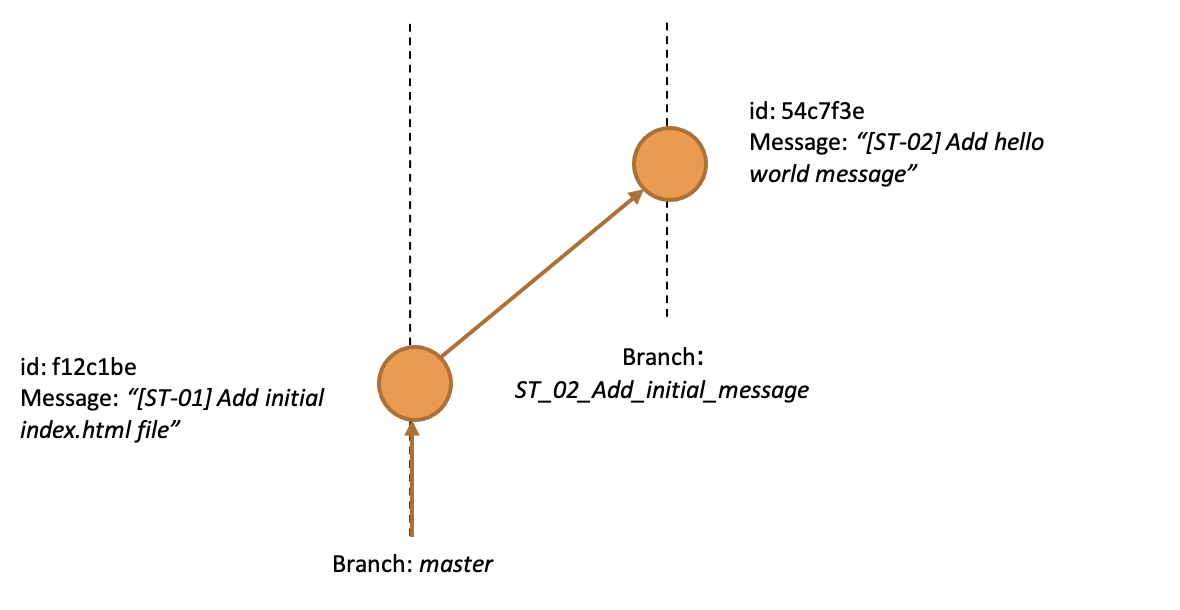 id: 54c7f3e
Message: “[ST-02] Add hello
world message”
Branch:
ST_02_Add_initial_message
id: f12c1be
Message: “[ST-01] Add initial
index.html file”
Branch: master